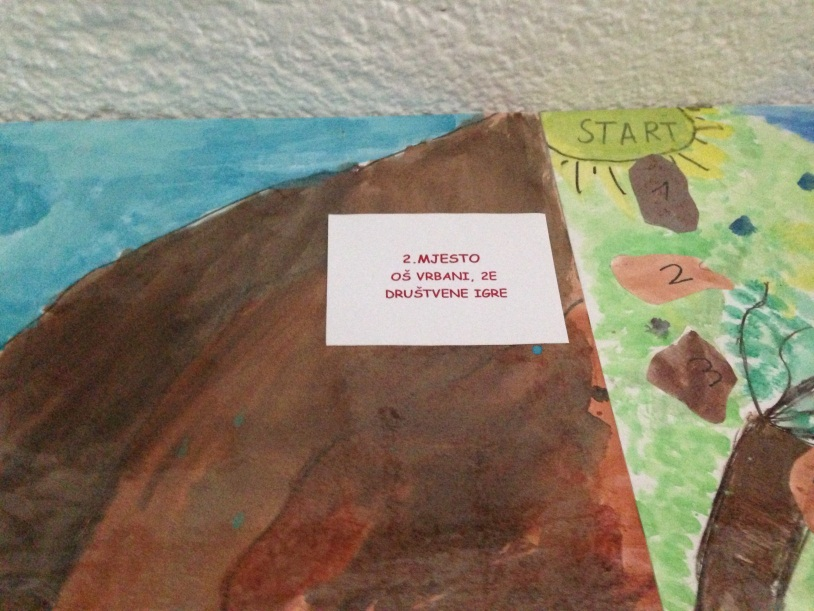 START
1
2
3
2.MJESTO
OŠ VRBANI, 2E
DRUŠTVENE IGRE